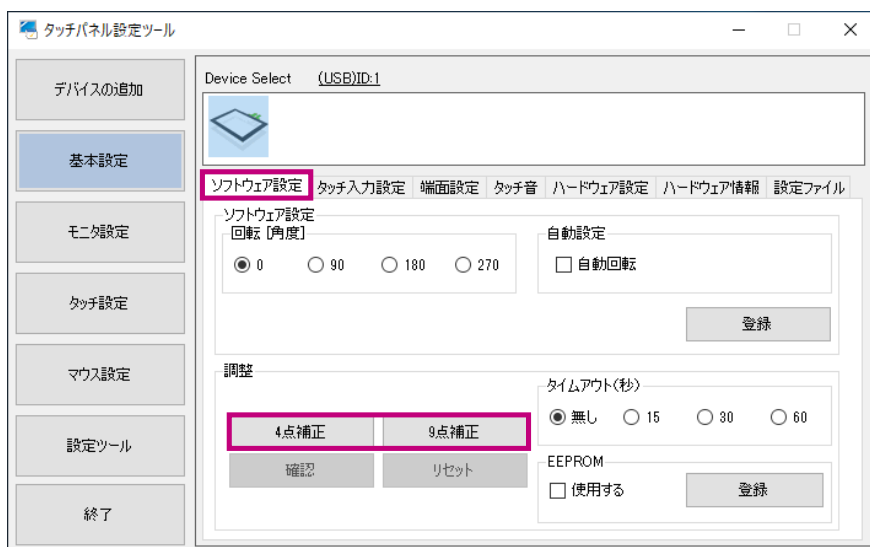 タッチパネル設定ツール
デバイスの追加
基本設定
モニタ設定
タッチ設定
マウス設定
設定ツール
終了
Device Select (USB)ID:1
ソフトウェア設定 タッチ入力設定 端面設定 タッチ音 ハードウェア設定 ハードウェア情報 設定ファイル
ソフトウェア設定
回転 [角度]
0 90 180 270
自動設定
自動回転
登録
調整
4点補正 9点補正
確認 リセット
タイムアウト(秒)
無し 15 30 60
EEPROM
使用する 登録